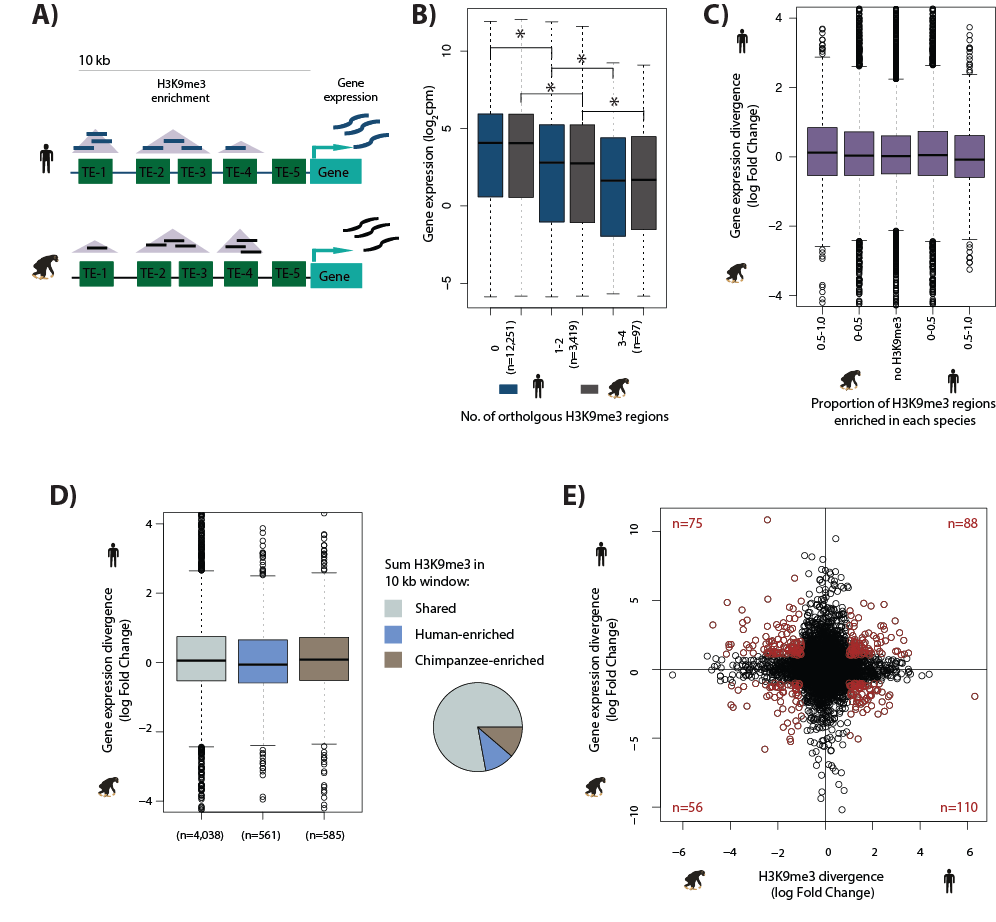 A)
10 kb
H3K9me3
enrichment
Gene
expression
TE-1
TE-2
TE-3
TE-4
TE-5
Gene
TE-1
TE-2
TE-3
TE-4
TE-5
Gene
B)
Gene expression (log2cpm)
10
5
0
−5
*
*
*
*
0
(n=12,251)
1-2
(n=3,419)
3-4
(n=97)
No. of ortholgous H3K9me3 regions
C)
Gene expression divergence
(log Fold Change)
4
2
0
−2
−4
0.5-1.0
0-0.5
no H3K9me3
0-0.5
0.5-1.0
Proportion of H3K9me3 regions
enriched in each species
D)
Gene expression divergence
(log Fold Change)
4
2
0
−2
−4
(n=4,038)
(n=561)
(n=585)
Sum H3K9me3 in
10 kb window:
Shared
Human-enriched
Chimpanzee-enriched
E)
Gene expression divergence
(log Fold Change)
10
5
0
−5
−10
n=75
n=88
n=56
n=110
−6
−4
−2
0
2
4
6
H3K9me3 divergence
(log Fold Change)